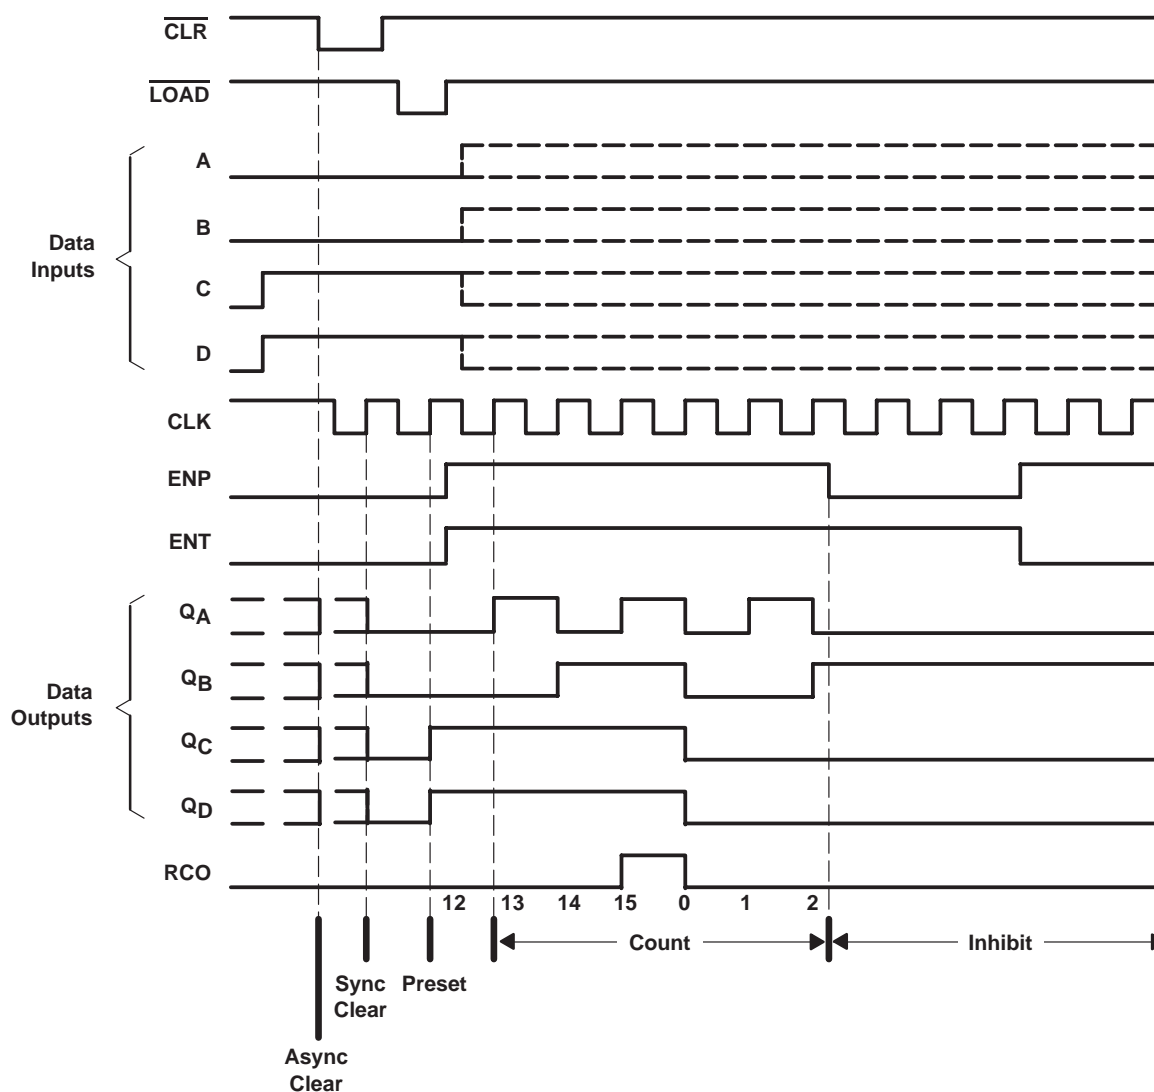 CLR
LOAD
A
B
Data
Inputs
C
D
CLK
ENP
ENT
QA
QB
Data
Outputs
QC
QD
RCO
12 13 14 15 0 1 2
Count Inhibit
Sync
Clear
Preset
Async
Clear